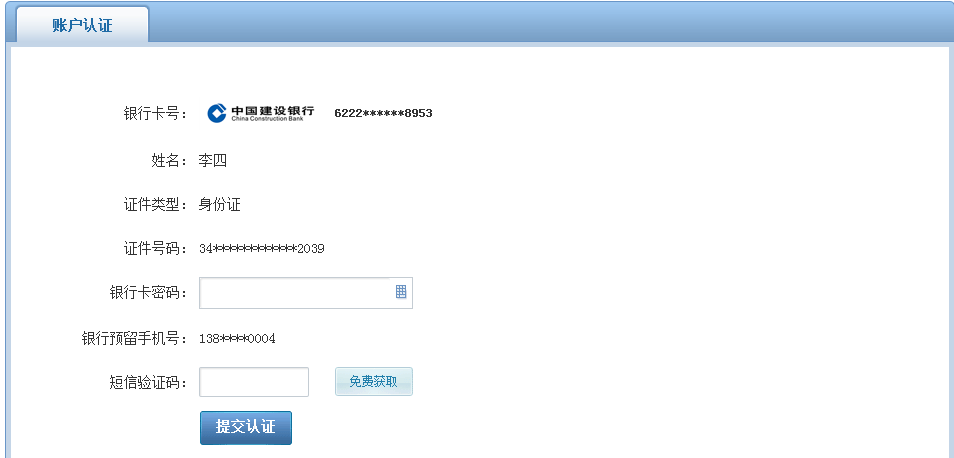 账户认证
银行卡号： 中国建设银行 6222******8953
China Construction Bank
姓名： 李四
证件类型： 身份证
证件号码： 34************2039
银行卡密码：
银行预留手机号： 138****0004
短信验证码： 免费获取
提交认证